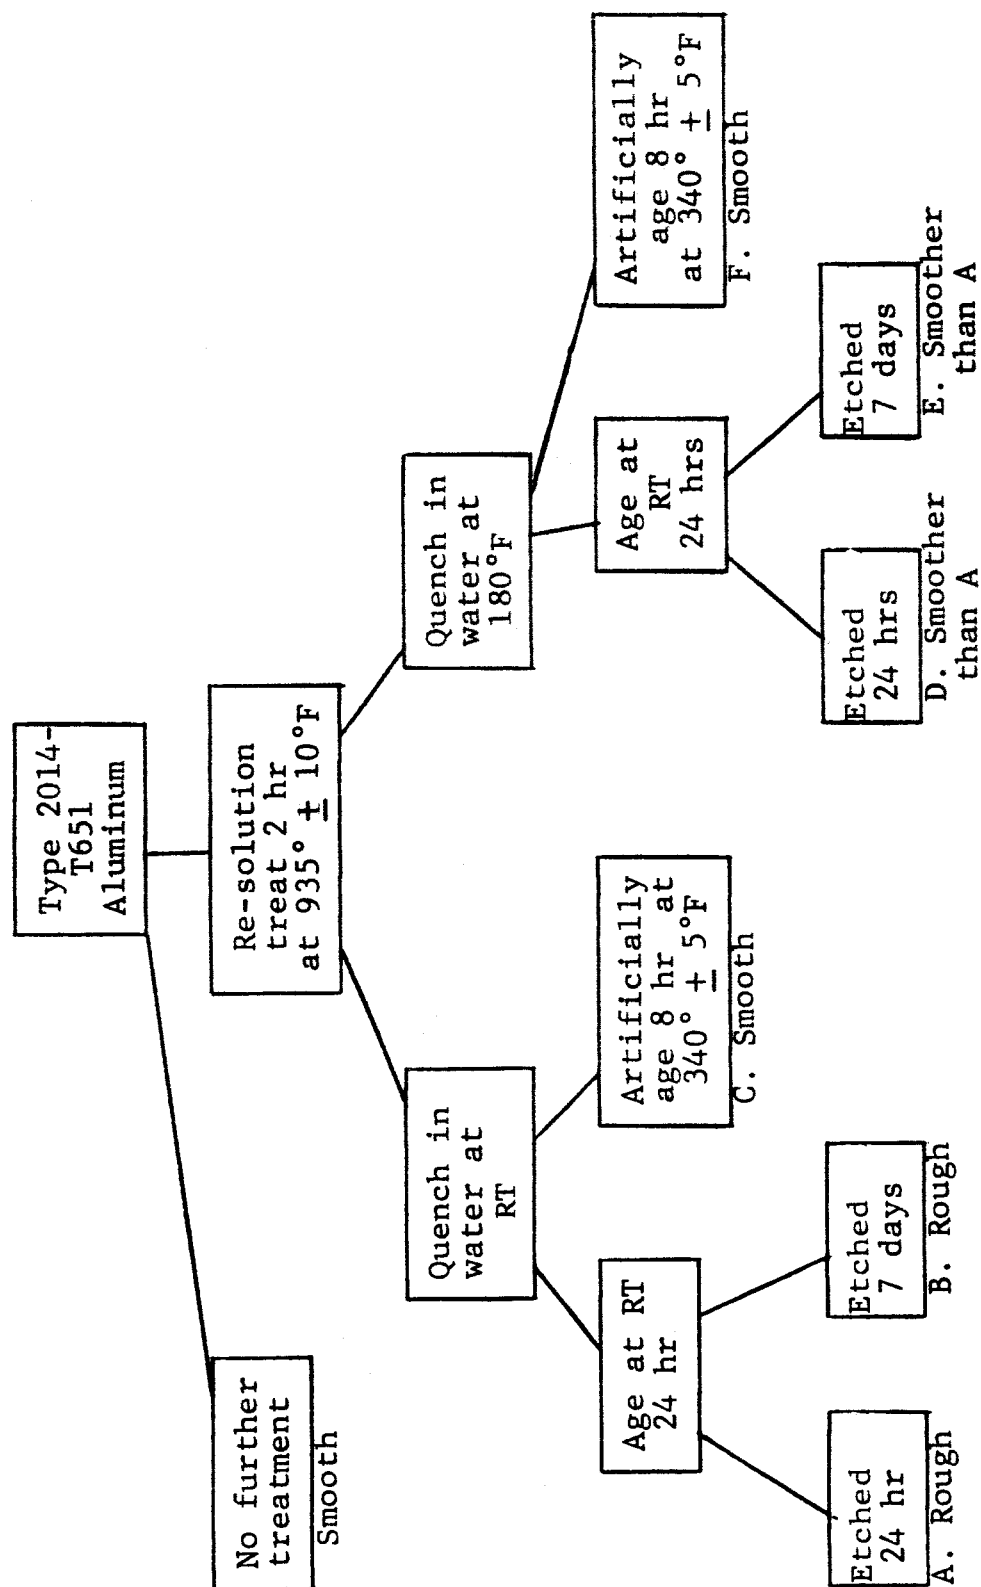 Type 2014-
T651
Aluminum
No further
treatment
Smooth
Re-solution
treat 2 hr
at 935° ± 10°F
Quench in
water at
RT
Quench in
water at
180°F
Age at RT
24 hr
Artificially
age 8 hr at
340° ± 5°F
C. Smooth
Age at
RT
24 hrs
Artificially
age 8 hr
at 340° ± 5°F
F. Smooth
Etched
24 hr
A. Rough
Etched
7 days
B. Rough
Etched
24 hrs
D. Smoother
than A
Etched
7 days
E. Smoother
than A